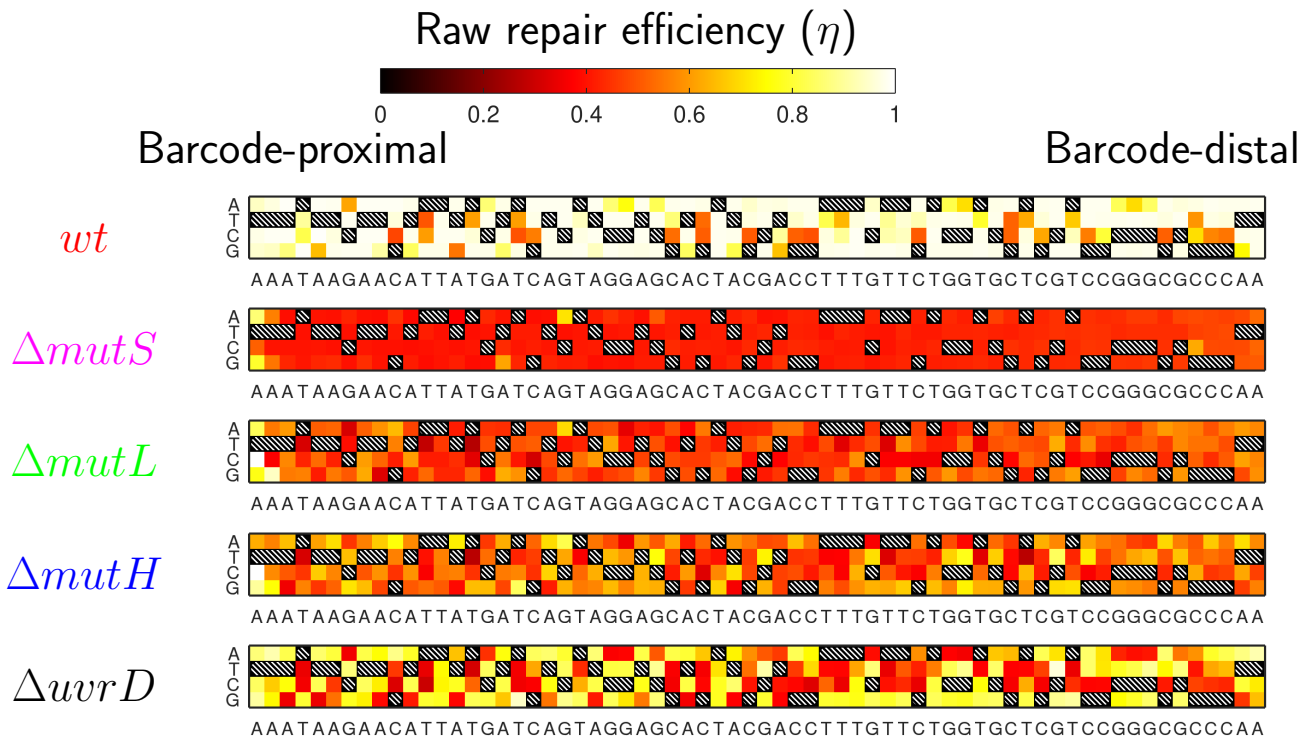 Raw repair efficiency (η)
0 0.2 0.4 0.6 0.8 1
Barcode-proximal Barcode-distal
wt
A
T
C
G
AAATAAGAACATTATGATCAGTAGGAGCACTACGACCTTTGTTCTGGTGCTCGTCCGGGCGCCCAA
ΔmutS
A
T
C
G
AAATAAGAACATTATGATCAGTAGGAGCACTACGACCTTTGTTCTGGTGCTCGTCCGGGCGCCCAA
ΔmutL
A
T
C
G
AAATAAGAACATTATGATCAGTAGGAGCACTACGACCTTTGTTCTGGTGCTCGTCCGGGCGCCCAA
ΔmutH
A
T
C
G
AAATAAGAACATTATGATCAGTAGGAGCACTACGACCTTTGTTCTGGTGCTCGTCCGGGCGCCCAA
ΔuvrD
A
T
C
G
AAATAAGAACATTATGATCAGTAGGAGCACTACGACCTTTGTTCTGGTGCTCGTCCGGGCGCCCAA